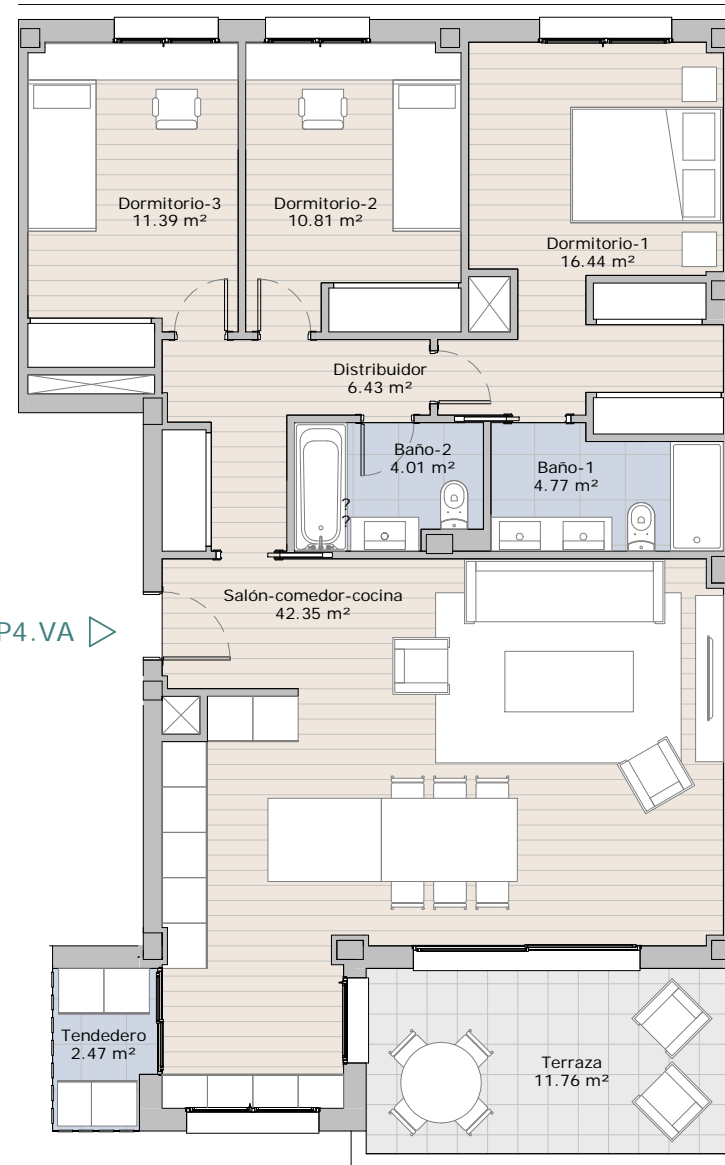 Dormitorio-3
11.39 m²
Dormitorio-2
10.81 m²
Dormitorio-1
16.44 m²
Distribuidor
6.43 m²
Baño-2
4.01 m²
Baño-1
4.77 m²
?
?
Salón-comedor-cocina
42.35 m²
P4.VA
Tendedero
2.47 m²
Terraza
11.76 m²